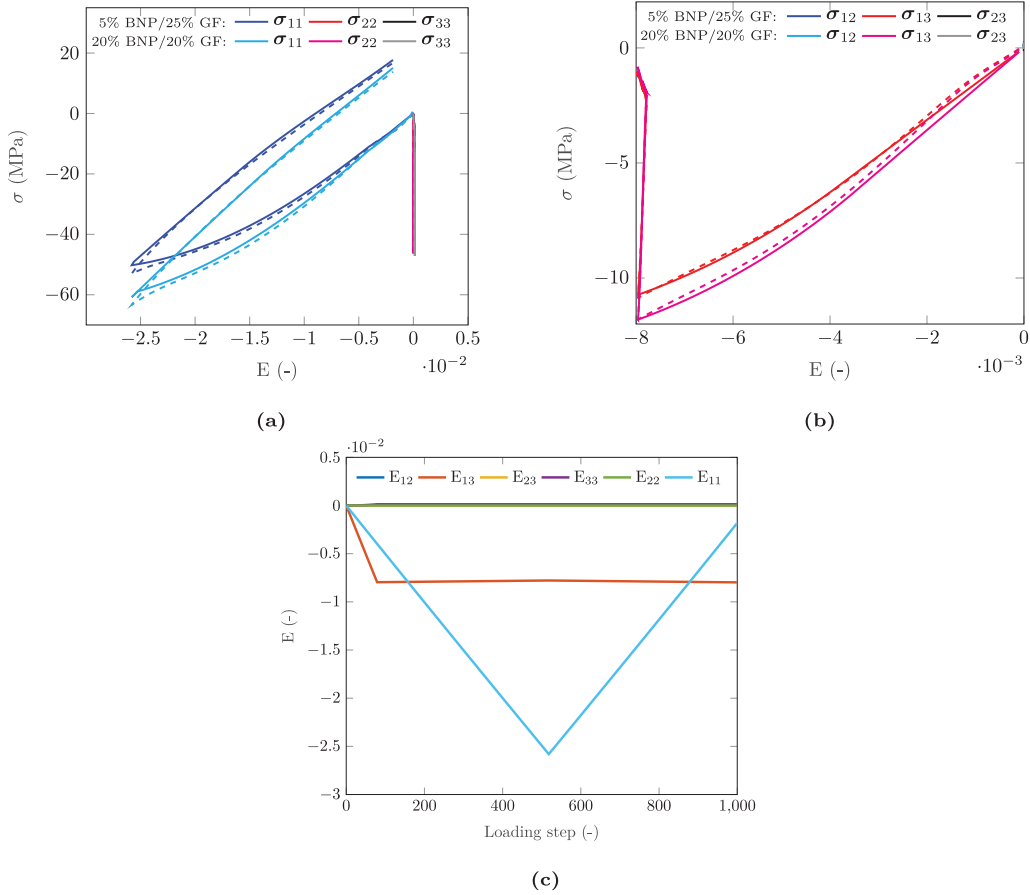 5% BNP/25% GF: σ11 σ22 σ33
20% BNP/20% GF: σ11 σ22 σ33
20
0
−20
−40
−60
σ (MPa)
−2.5 −2 −1.5 −1 −0.5 0 0.5
E (-)
·10−2
(a)
5% BNP/25% GF: σ12 σ13 σ23
20% BNP/20% GF: σ12 σ13 σ23
0
−5
−10
σ (MPa)
−8 −6 −4 −2 0
E (-)
·10−3
(b)
·10−2
E12 E13 E23 E33 E22 E11
0.5
0
−0.5
−1
−1.5
−2
−2.5
−3
E (-)
0 200 400 600 800 1,000
Loading step (-)
(c)